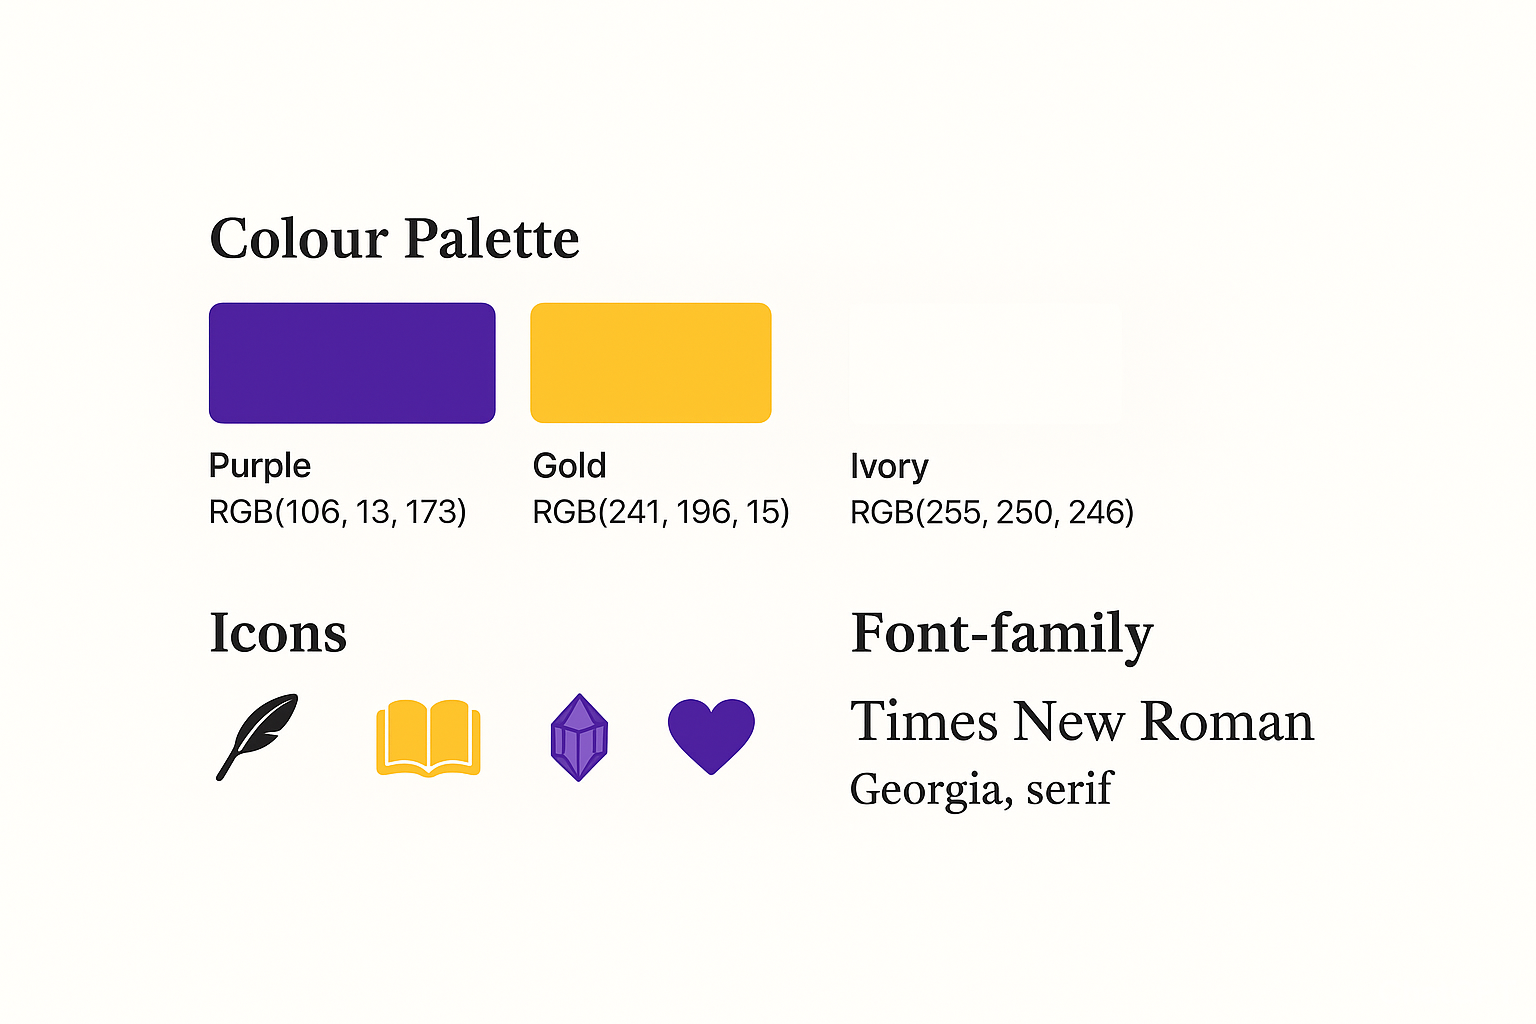 Colour Palette
Purple
RGB(106, 13, 173)
Gold
RGB(241, 196, 15)
Ivory
RGB(255, 250, 246)
Icons
Font-family
Times New Roman
Georgia, serif